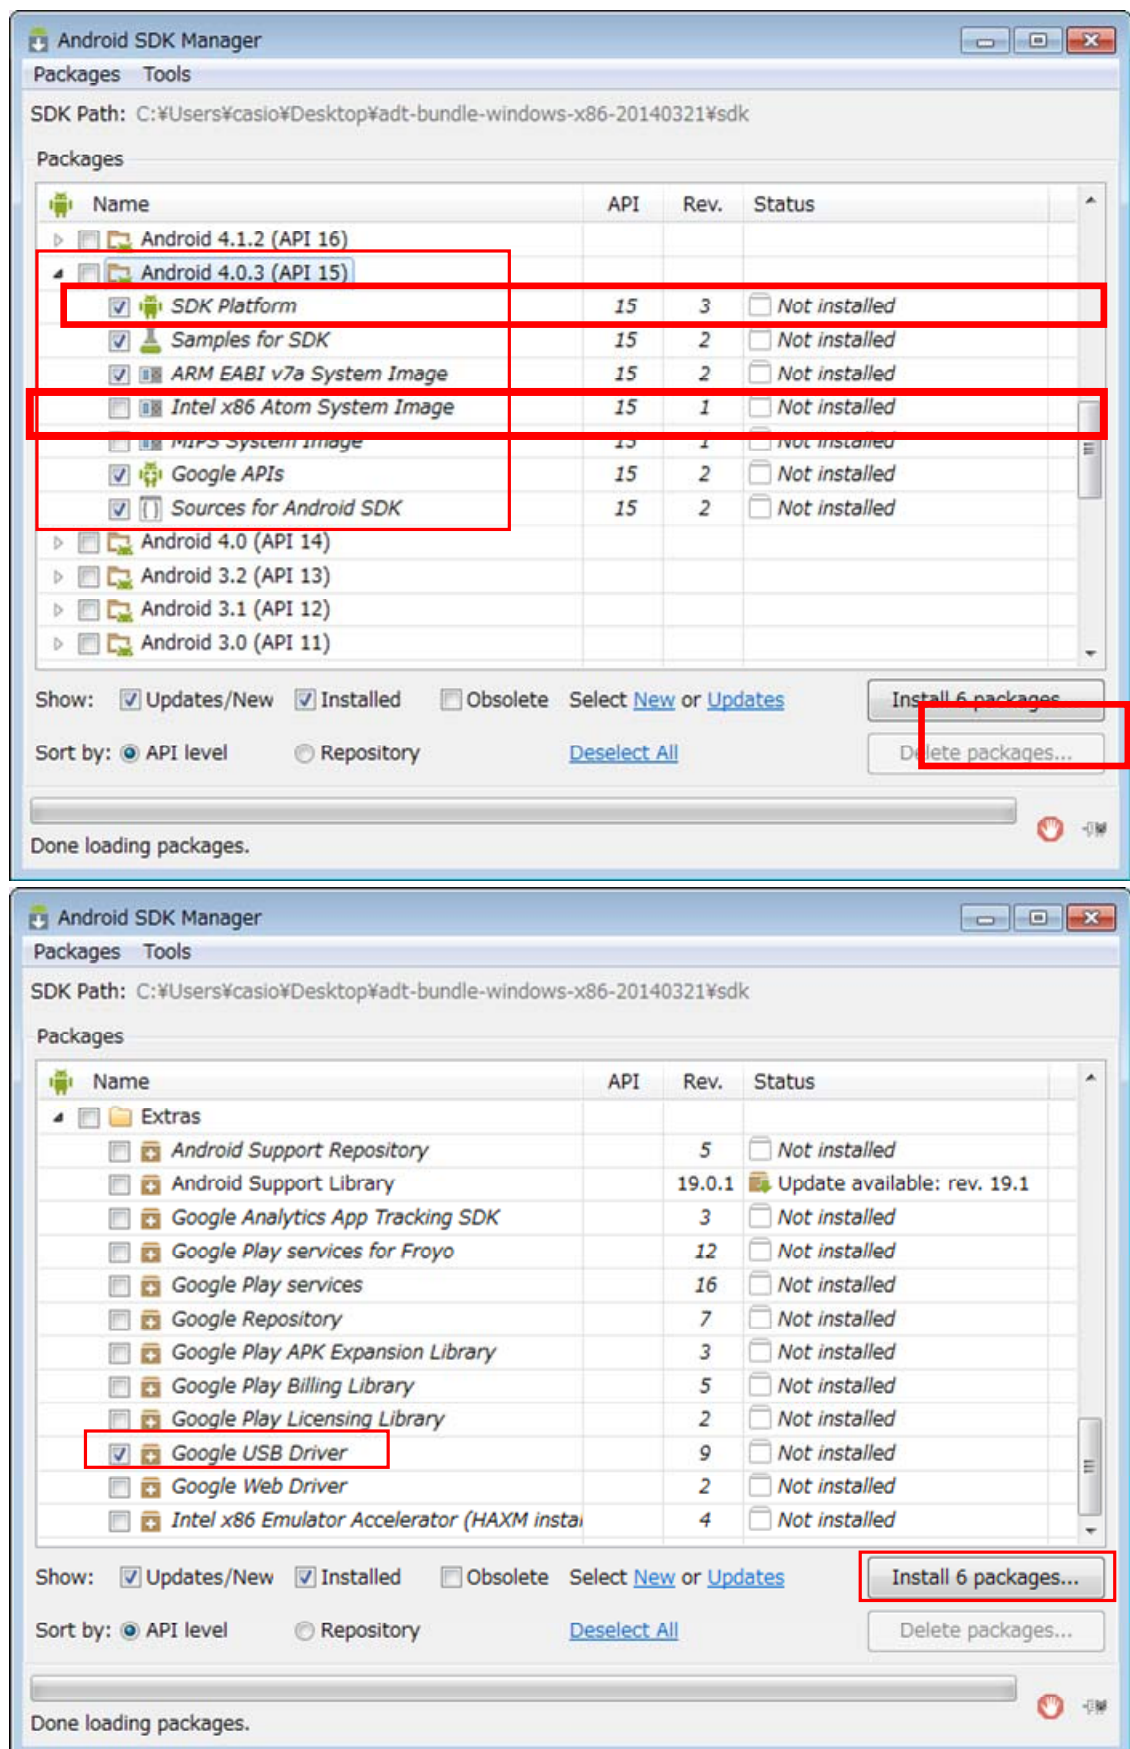 Android SDK Manager
Packages Tools
SDK Path: C:¥Users¥casio¥Desktop¥adt-bundle-windows-x86-20140321¥sdk
Packages
Name API Rev. Status
Android 4.1.2 (API 16)
Android 4.0.3 (API 15)
SDK Platform 15 3 Not installed
Samples for SDK 15 2 Not installed
ARM EABI v7a System Image 15 2 Not installed
Intel x86 Atom System Image 15 1 Not installed
MIPS System Image 15 1 Not installed
Google APIs 15 2 Not installed
Sources for Android SDK 15 2 Not installed
Android 4.0 (API 14)
Android 3.2 (API 13)
Android 3.1 (API 12)
Android 3.0 (API 11)
Show: Updates/New Installed Obsolete Select New or Updates Install 6 packages...
Sort by: API level Repository Deselect All Delete packages...
Done loading packages.
Android SDK Manager
Packages Tools
SDK Path: C:¥Users¥casio¥Desktop¥adt-bundle-windows-x86-20140321¥sdk
Packages
Name API Rev. Status
Extras
Android Support Repository 5 Not installed
Android Support Library 19.0.1 Update available: rev. 19.1
Google Analytics App Tracking SDK 3 Not installed
Google Play services for Froyo 12 Not installed
Google Play services 16 Not installed
Google Repository 7 Not installed
Google Play APK Expansion Library 3 Not installed
Google Play Billing Library 5 Not installed
Google Play Licensing Library 2 Not installed
Google USB Driver 9 Not installed
Google Web Driver 2 Not installed
Intel x86 Emulator Accelerator (HAXM instal 4 Not installed
Show: Updates/New Installed Obsolete Select New or Updates Install 6 packages...
Sort by: API level Repository Deselect All Delete packages...
Done loading packages.